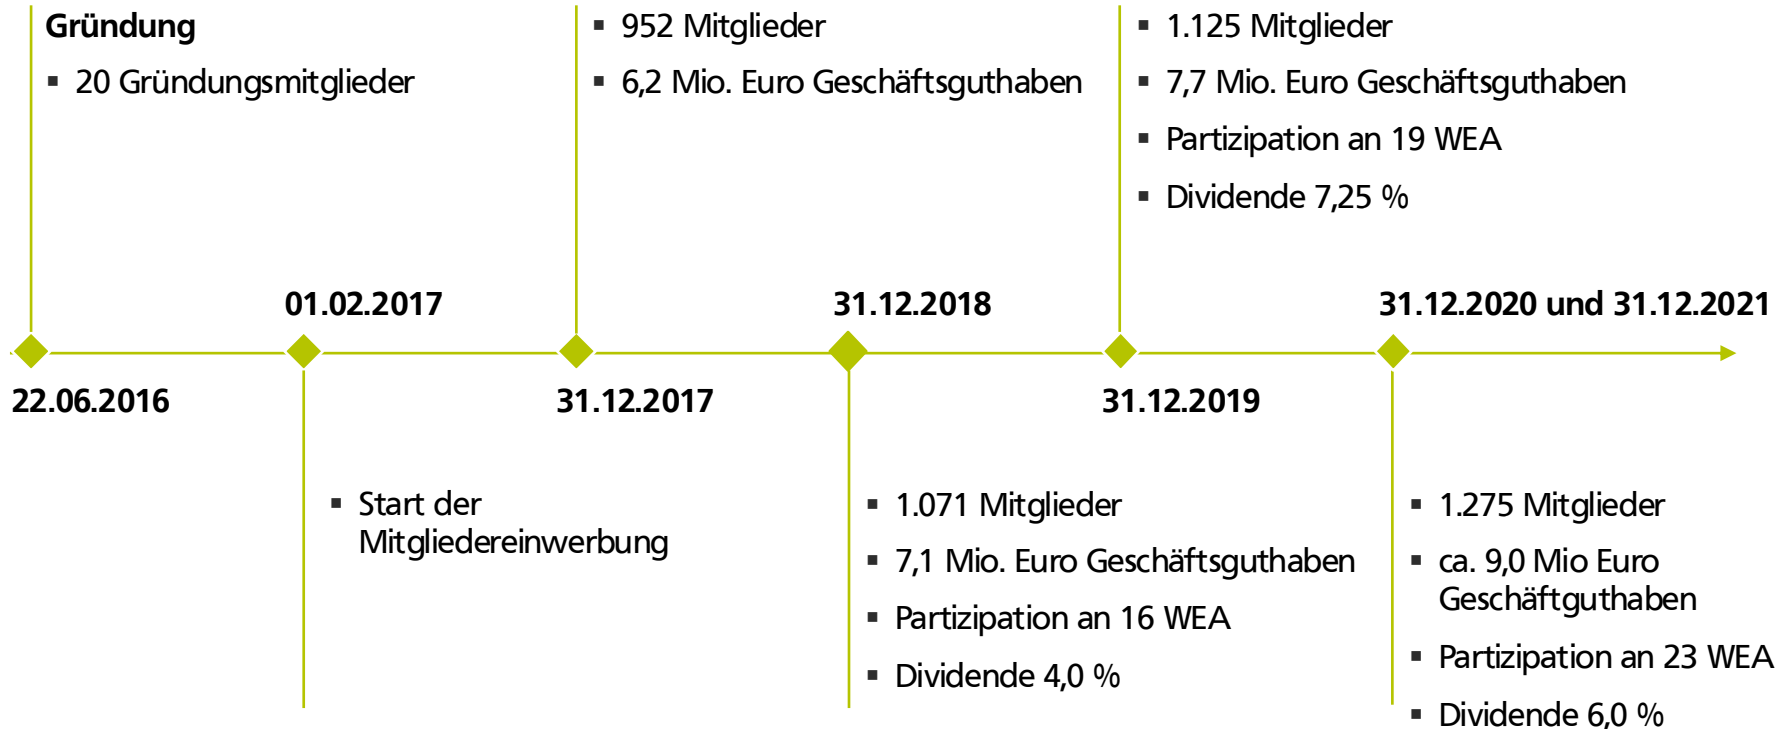 Gründung
▪ 20 Gründungsmitglieder
▪ 952 Mitglieder
▪ 6,2 Mio. Euro Geschäftsguthaben
▪ 1.125 Mitglieder
▪ 7,7 Mio. Euro Geschäftsguthaben
▪ Partizipation an 19 WEA
▪ Dividende 7,25 %
01.02.2017
31.12.2018
31.12.2020 und 31.12.2021
22.06.2016
31.12.2017
31.12.2019
▪ Start der
Mitgliedereinwerbung
▪ 1.071 Mitglieder
▪ 7,1 Mio. Euro Geschäftsguthaben
▪ Partizipation an 16 WEA
▪ Dividende 4,0 %
▪ 1.275 Mitglieder
▪ ca. 9,0 Mio Euro
Geschäftguthaben
▪ Partizipation an 23 WEA
▪ Dividende 6,0 %